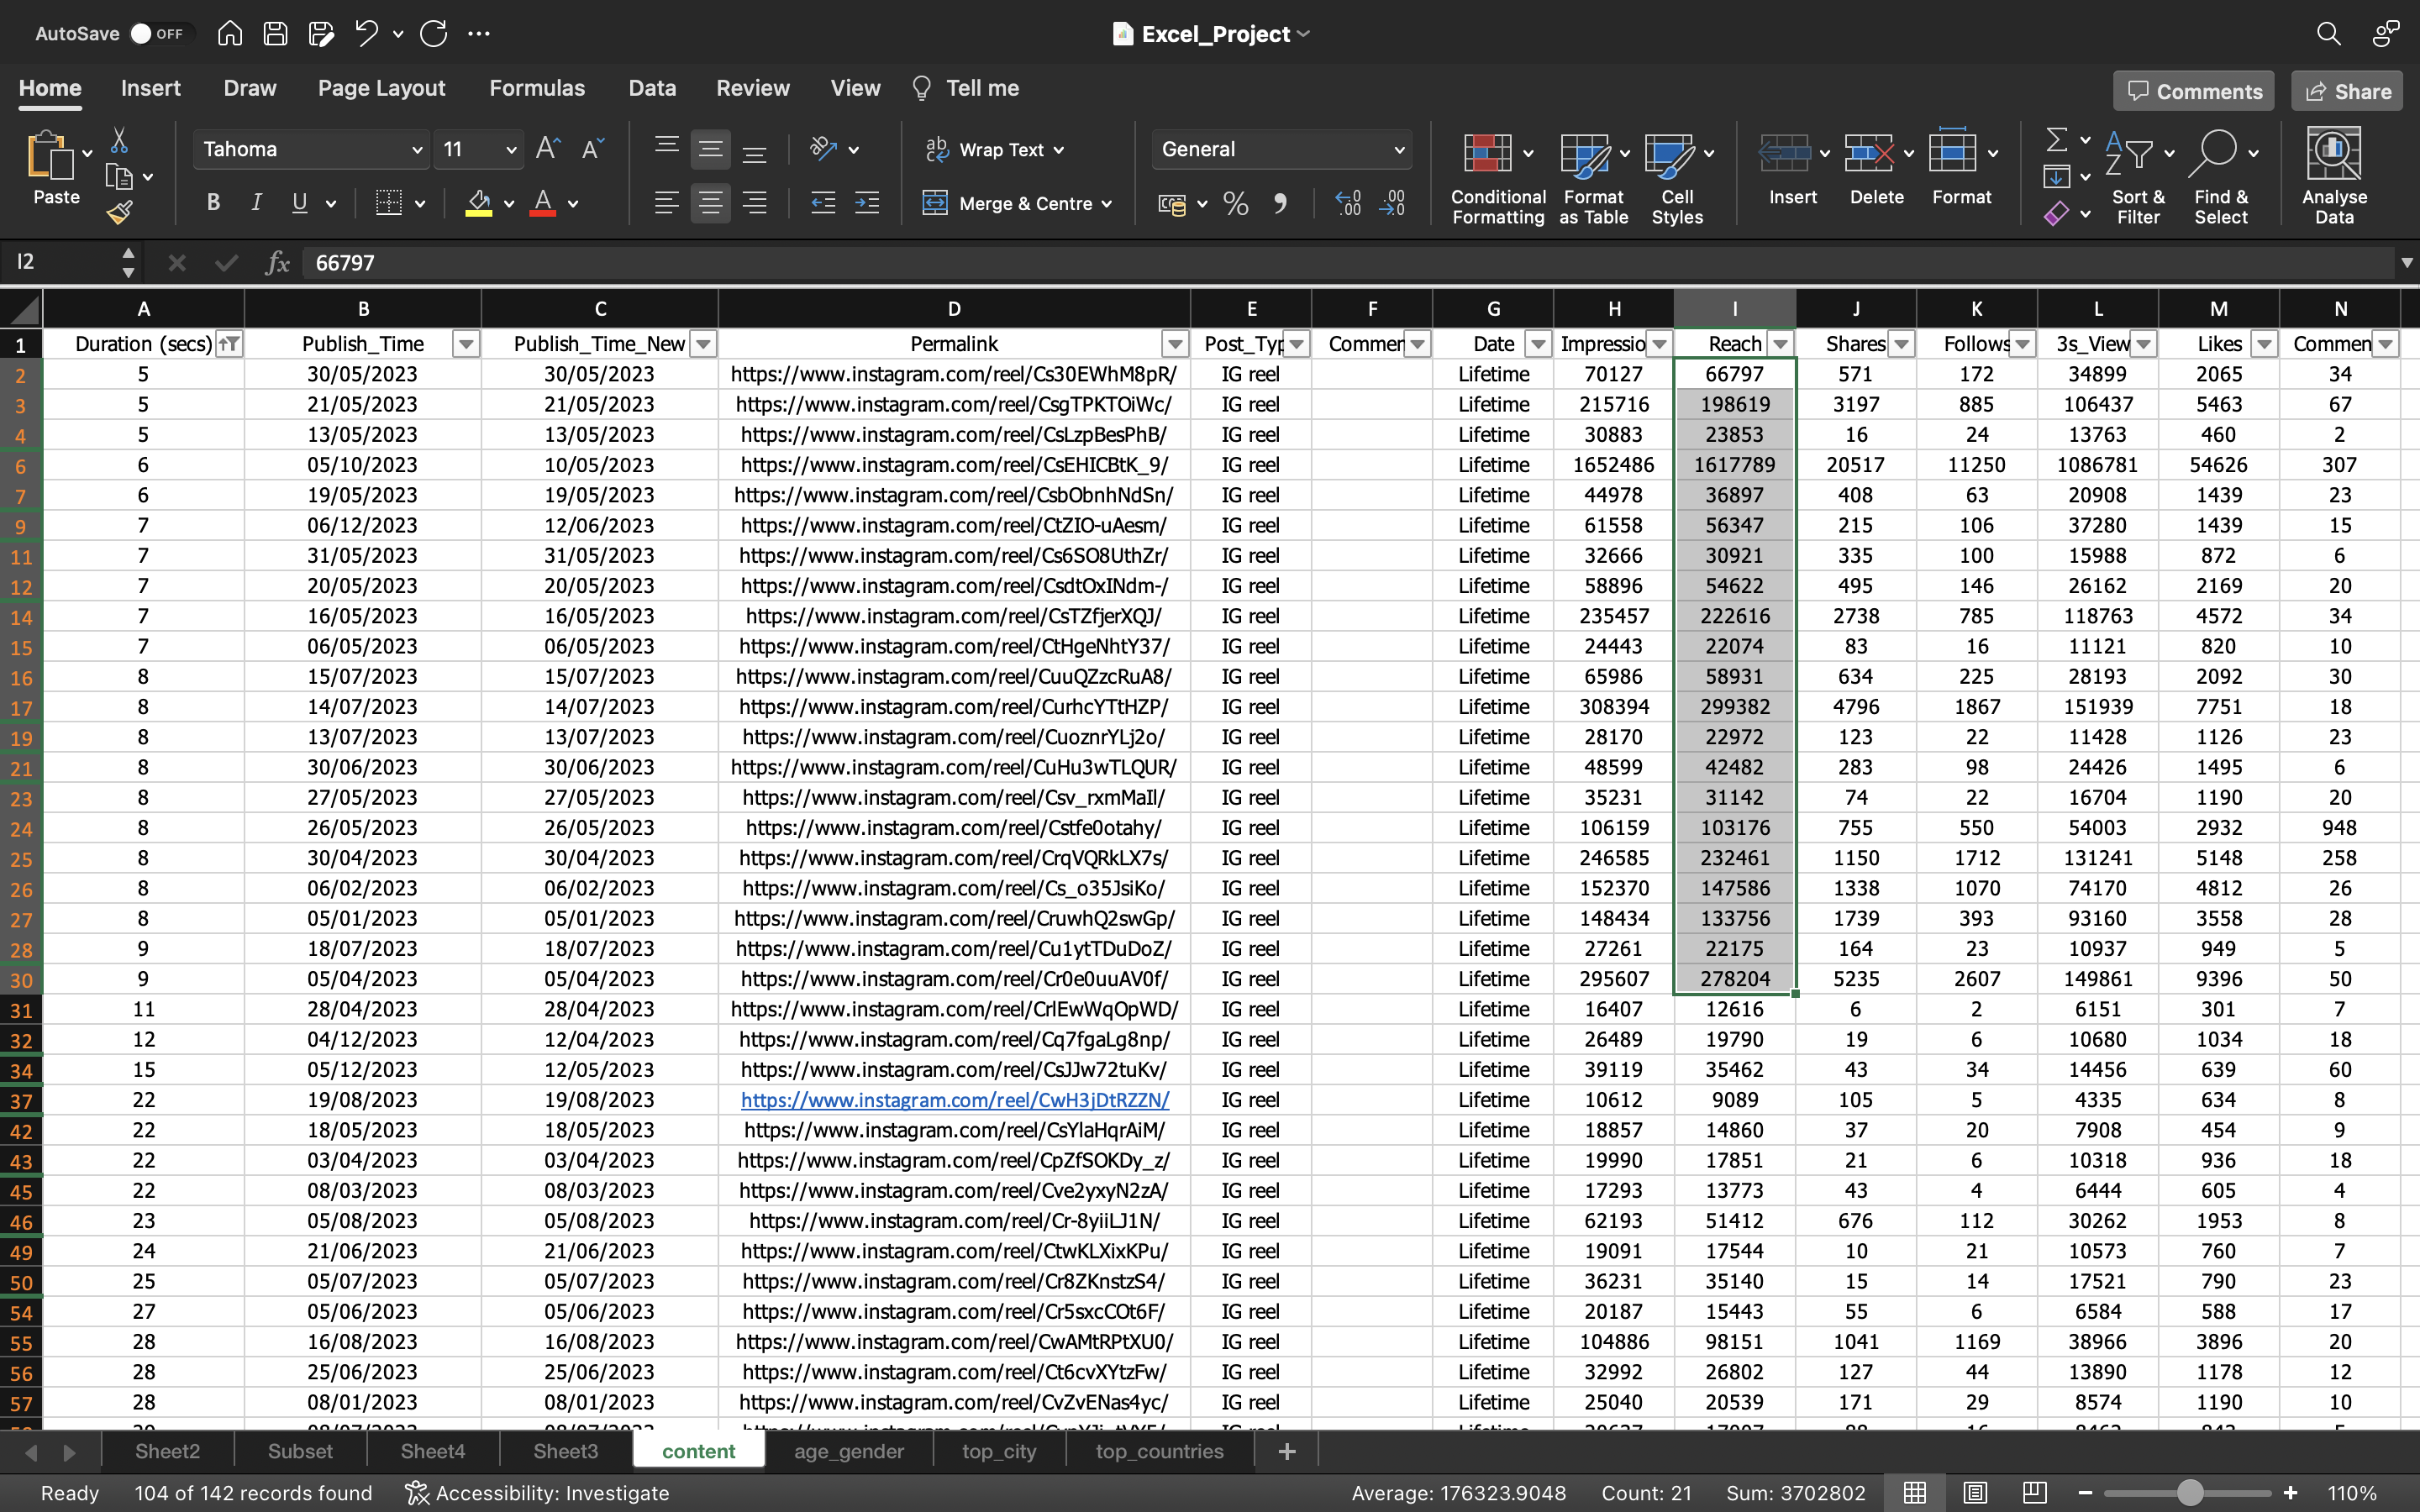 AutoSave OFF Excel_Project
Home Insert Draw Page Layout Formulas Data Review View Tell me Comments Share
Paste Tahoma 11 Wrap Text General Conditional Formatting Format as Table Cell Styles Insert Delete Format Sort & Filter Find & Select Analyse Data
B I U A Merge & Centre % 9
I2 fx 66797
A B C D E F G H I J K L M N
1 Duration (secs) Publish_Time Publish_Time_New Permalink Post_Typ Commer Date Impressio Reach Shares Follows 3s_View Likes Commen
2 5 30/05/2023 30/05/2023 https://www.instagram.com/reel/Cs30EWhM8pR/ IG reel Lifetime 70127 66797 571 172 34899 2065 34
3 5 21/05/2023 21/05/2023 https://www.instagram.com/reel/CsgTPKTOiWc/ IG reel Lifetime 215716 198619 3197 885 106437 5463 67
4 5 13/05/2023 13/05/2023 https://www.instagram.com/reel/CsLzpBesPhB/ IG reel Lifetime 30883 23853 16 24 13763 460 2
6 6 05/10/2023 10/05/2023 https://www.instagram.com/reel/CsEHICBtK_9/ IG reel Lifetime 1652486 1617789 20517 11250 1086781 54626 307
7 6 19/05/2023 19/05/2023 https://www.instagram.com/reel/CsbObnhNdSn/ IG reel Lifetime 44978 36897 408 63 20908 1439 23
9 7 06/12/2023 12/06/2023 https://www.instagram.com/reel/CtZIO-uAesm/ IG reel Lifetime 61558 56347 215 106 37280 1439 15
11 7 31/05/2023 31/05/2023 https://www.instagram.com/reel/Cs6SO8UthZr/ IG reel Lifetime 32666 30921 335 100 15988 872 6
12 7 20/05/2023 20/05/2023 https://www.instagram.com/reel/CsdtOxINdm-/ IG reel Lifetime 58896 54622 495 146 26162 2169 20
14 7 16/05/2023 16/05/2023 https://www.instagram.com/reel/CsTZfjerXQJ/ IG reel Lifetime 235457 222616 2738 785 118763 4572 34
15 7 06/05/2023 06/05/2023 https://www.instagram.com/reel/CtHgeNhtY37/ IG reel Lifetime 24443 22074 83 16 11121 820 10
16 8 15/07/2023 15/07/2023 https://www.instagram.com/reel/CuuQZzcRuA8/ IG reel Lifetime 65986 58931 634 225 28193 2092 30
17 8 14/07/2023 14/07/2023 https://www.instagram.com/reel/CurhcYTtHZP/ IG reel Lifetime 308394 299382 4796 1867 151939 7751 18
19 8 13/07/2023 13/07/2023 https://www.instagram.com/reel/CuoznrYLj2o/ IG reel Lifetime 28170 22972 123 22 11428 1126 23
21 8 30/06/2023 30/06/2023 https://www.instagram.com/reel/CuHu3wTLQUR/ IG reel Lifetime 48599 42482 283 98 24426 1495 6
23 8 27/05/2023 27/05/2023 https://www.instagram.com/reel/Csv_rxmMaIl/ IG reel Lifetime 35231 31142 74 22 16704 1190 20
24 8 26/05/2023 26/05/2023 https://www.instagram.com/reel/Cstfe0otahy/ IG reel Lifetime 106159 103176 755 550 54003 2932 948
25 8 30/04/2023 30/04/2023 https://www.instagram.com/reel/CrqVQRkLX7s/ IG reel Lifetime 246585 232461 1150 1712 131241 5148 258
26 8 06/02/2023 06/02/2023 https://www.instagram.com/reel/Cs_o35JsiKo/ IG reel Lifetime 152370 147586 1338 1070 74170 4812 26
27 8 05/01/2023 05/01/2023 https://www.instagram.com/reel/CruwhQ2swGp/ IG reel Lifetime 148434 133756 1739 393 93160 3558 28
28 9 18/07/2023 18/07/2023 https://www.instagram.com/reel/Cu1ytTDuDoZ/ IG reel Lifetime 27261 22175 164 23 10937 949 5
30 9 05/04/2023 05/04/2023 https://www.instagram.com/reel/Cr0e0uuAV0f/ IG reel Lifetime 295607 278204 5235 2607 149861 9396 50
31 11 28/04/2023 28/04/2023 https://www.instagram.com/reel/CrlEwWqOpWD/ IG reel Lifetime 16407 12616 6 2 6151 301 7
32 12 04/12/2023 12/04/2023 https://www.instagram.com/reel/Cq7fgaLg8np/ IG reel Lifetime 26489 19790 19 6 10680 1034 18
34 15 05/12/2023 12/05/2023 https://www.instagram.com/reel/CsJJw72tuKv/ IG reel Lifetime 39119 35462 43 34 14456 639 60
37 22 19/08/2023 19/08/2023 https://www.instagram.com/reel/CwH3jDtRZZN/ IG reel Lifetime 10612 9089 105 5 4335 634 8
42 22 18/05/2023 18/05/2023 https://www.instagram.com/reel/CsYlaHqrAiM/ IG reel Lifetime 18857 14860 37 20 7908 454 9
43 22 03/04/2023 03/04/2023 https://www.instagram.com/reel/CpZfSOKDy_z/ IG reel Lifetime 19990 17851 21 6 10318 936 18
45 22 08/03/2023 08/03/2023 https://www.instagram.com/reel/Cve2yxyN2zA/ IG reel Lifetime 17293 13773 43 4 6444 605 4
46 23 05/08/2023 05/08/2023 https://www.instagram.com/reel/Cr-8yiiLJ1N/ IG reel Lifetime 62193 51412 676 112 30262 1953 8
49 24 21/06/2023 21/06/2023 https://www.instagram.com/reel/CtwKLXixKPu/ IG reel Lifetime 19091 17544 10 21 10573 760 7
50 25 05/07/2023 05/07/2023 https://www.instagram.com/reel/Cr8ZKnstzS4/ IG reel Lifetime 36231 35140 15 14 17521 790 23
54 27 05/06/2023 05/06/2023 https://www.instagram.com/reel/Cr5sxcCOt6F/ IG reel Lifetime 20187 15443 55 6 6584 588 17
55 28 16/08/2023 16/08/2023 https://www.instagram.com/reel/CwAMtRPtXU0/ IG reel Lifetime 104886 98151 1041 1169 38966 3896 20
56 28 25/06/2023 25/06/2023 https://www.instagram.com/reel/Ct6cvXYtzFw/ IG reel Lifetime 32992 26802 127 44 13890 1178 12
57 28 08/01/2023 08/01/2023 https://www.instagram.com/reel/CvZvENas4yc/ IG reel Lifetime 25040 20539 171 29 8574 1190 10
Sheet2 Subset Sheet4 Sheet3 content age_gender top_city top_countries +
Ready 104 of 142 records found Accessibility: Investigate Average: 176323.9048 Count: 21 Sum: 3702802 110%